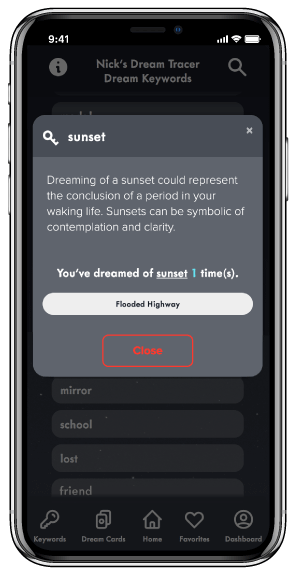 9:41
Nick's Dream Tracer
Dream Keywords
sunset
×
Dreaming of a sunset could represent
the conclusion of a period in your
waking life. Sunsets can be symbolic of
contemplation and clarity.
You've dreamed of sunset 1 time(s).
Flooded Highway
Close
mirror
school
lost
friend
Keywords
Dream Cards
Home
Favorites
Dashboard